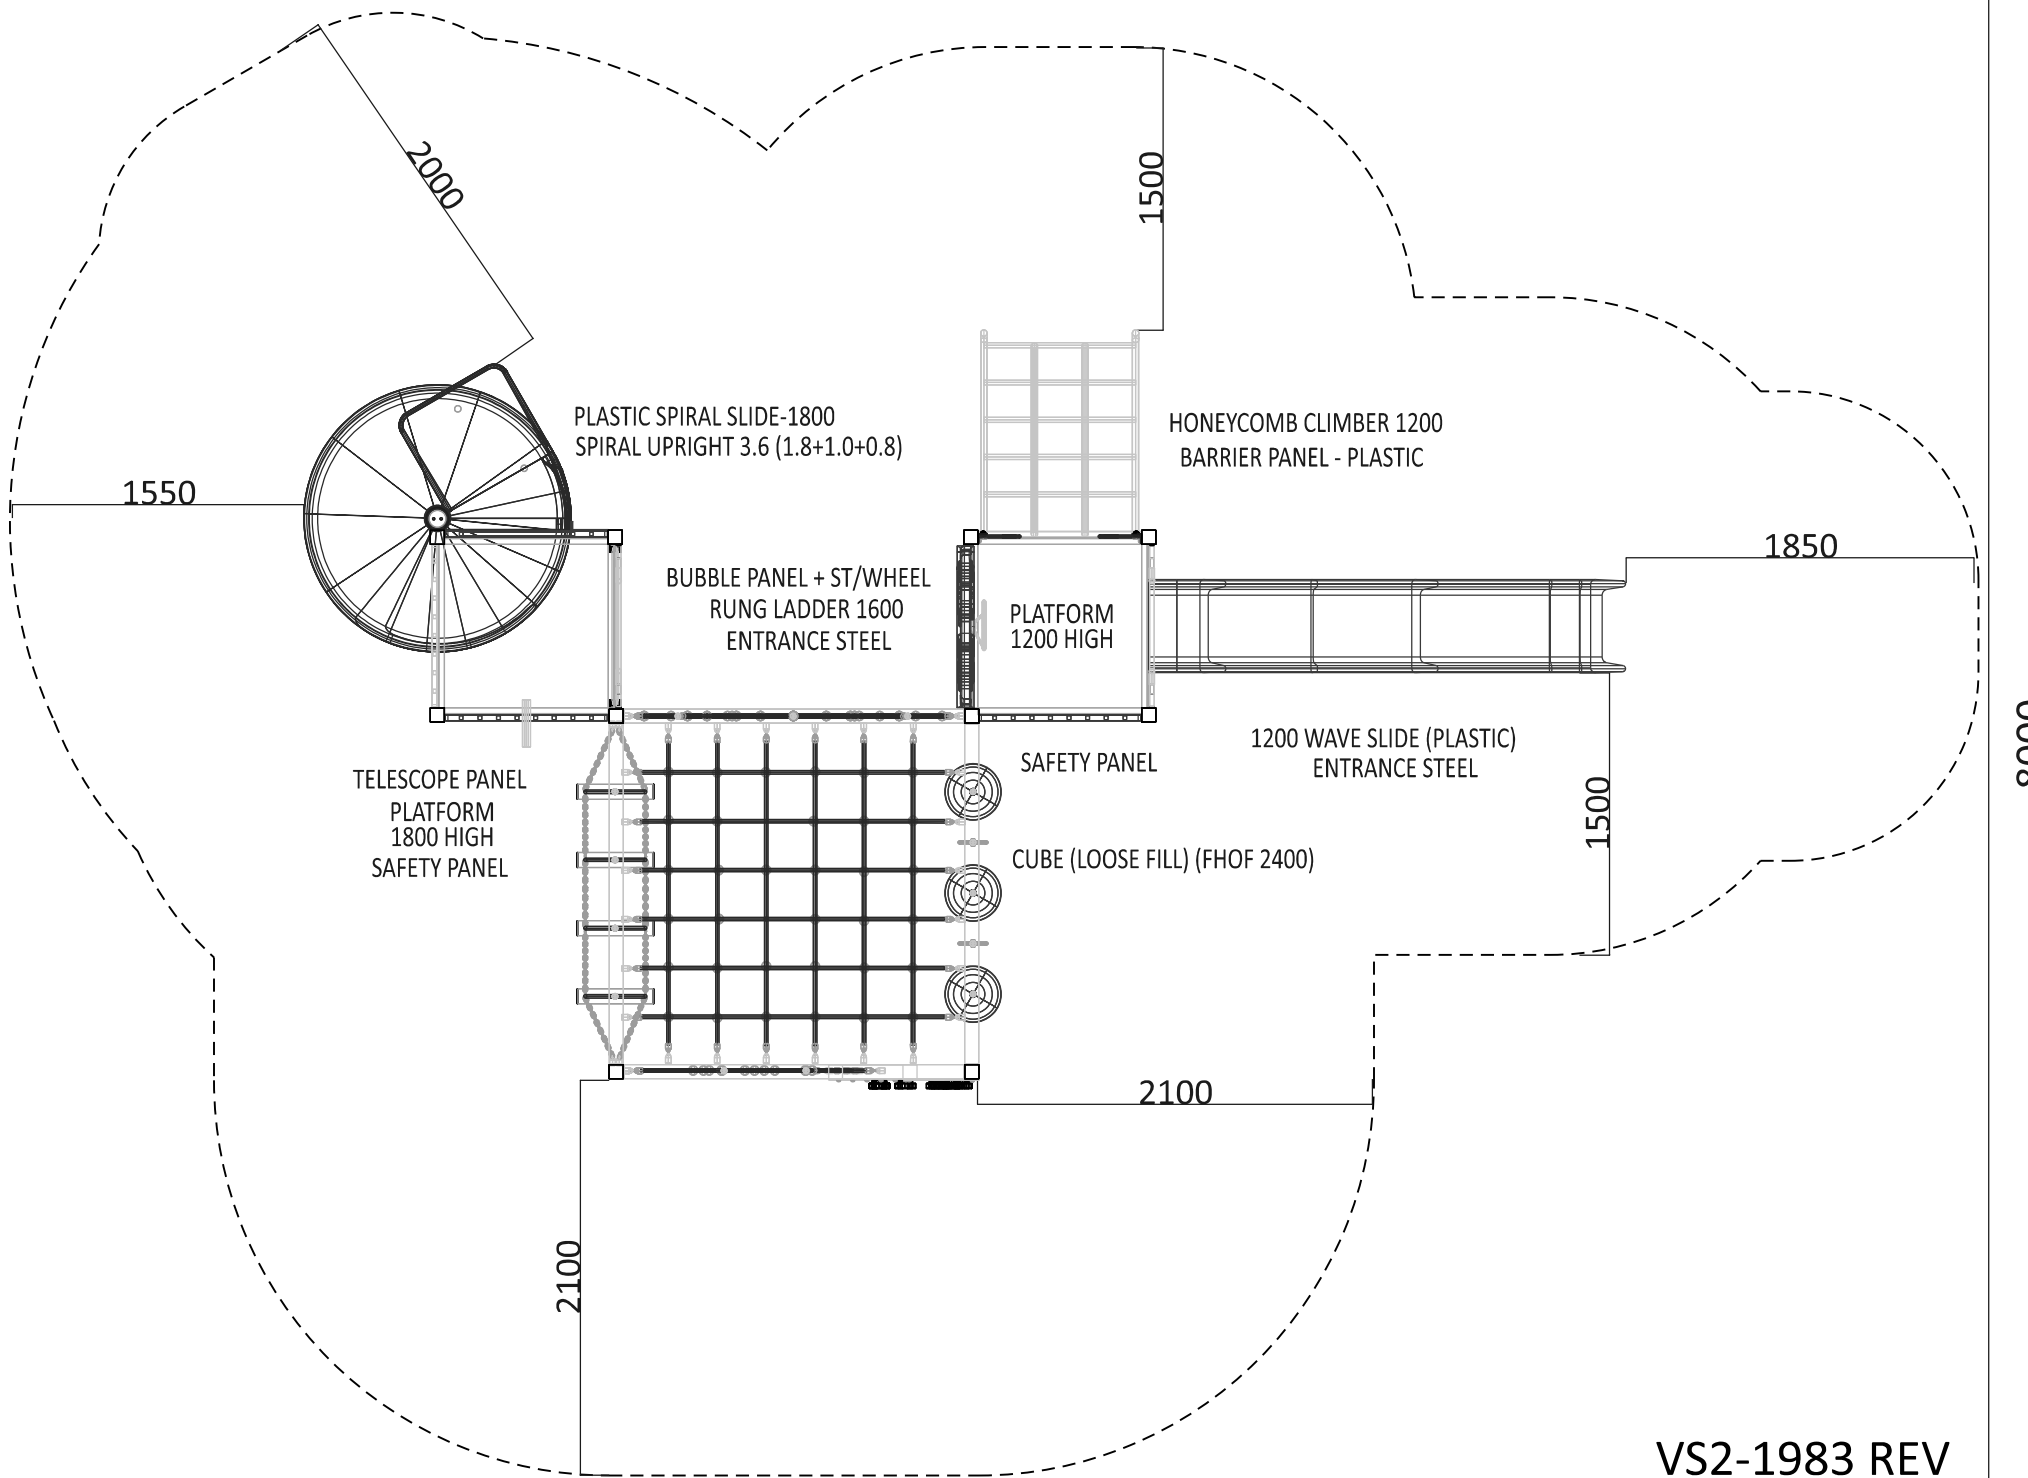 2000
1500
PLASTIC SPIRAL SLIDE-1800
SPIRAL UPRIGHT 3.6 (1.8+1.0+0.8)
HONEYCOMB CLIMBER 1200
BARRIER PANEL - PLASTIC
1550
1850
BUBBLE PANEL + ST/WHEEL
RUNG LADDER 1600
ENTRANCE STEEL
PLATFORM
1200 HIGH
8000
TELESCOPE PANEL
PLATFORM
1800 HIGH
SAFETY PANEL
SAFETY PANEL
1200 WAVE SLIDE (PLASTIC)
ENTRANCE STEEL
1500
CUBE (LOOSE FILL) (FHOF 2400)
2100
2100
VS2-1983 REV